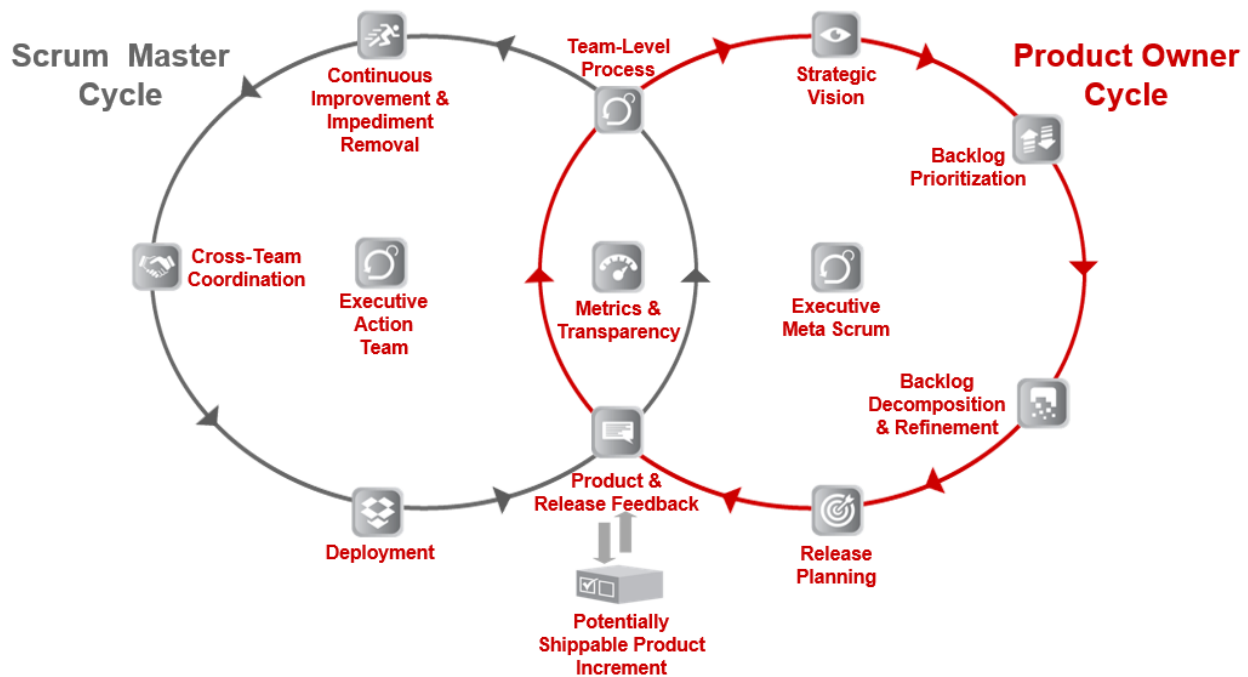 Scrum Master
Cycle
Continuous
Improvement &
Impediment
Removal
Team-Level
Process
Strategic
Vision
Product Owner
Cycle
Backlog
Prioritization
Cross-Team
Coordination
Executive
Action
Team
Metrics &
Transparency
Executive
Meta Scrum
Backlog
Decomposition
& Refinement
Product &
Release Feedback
Deployment
Release
Planning
Potentially
Shippable Product
Increment